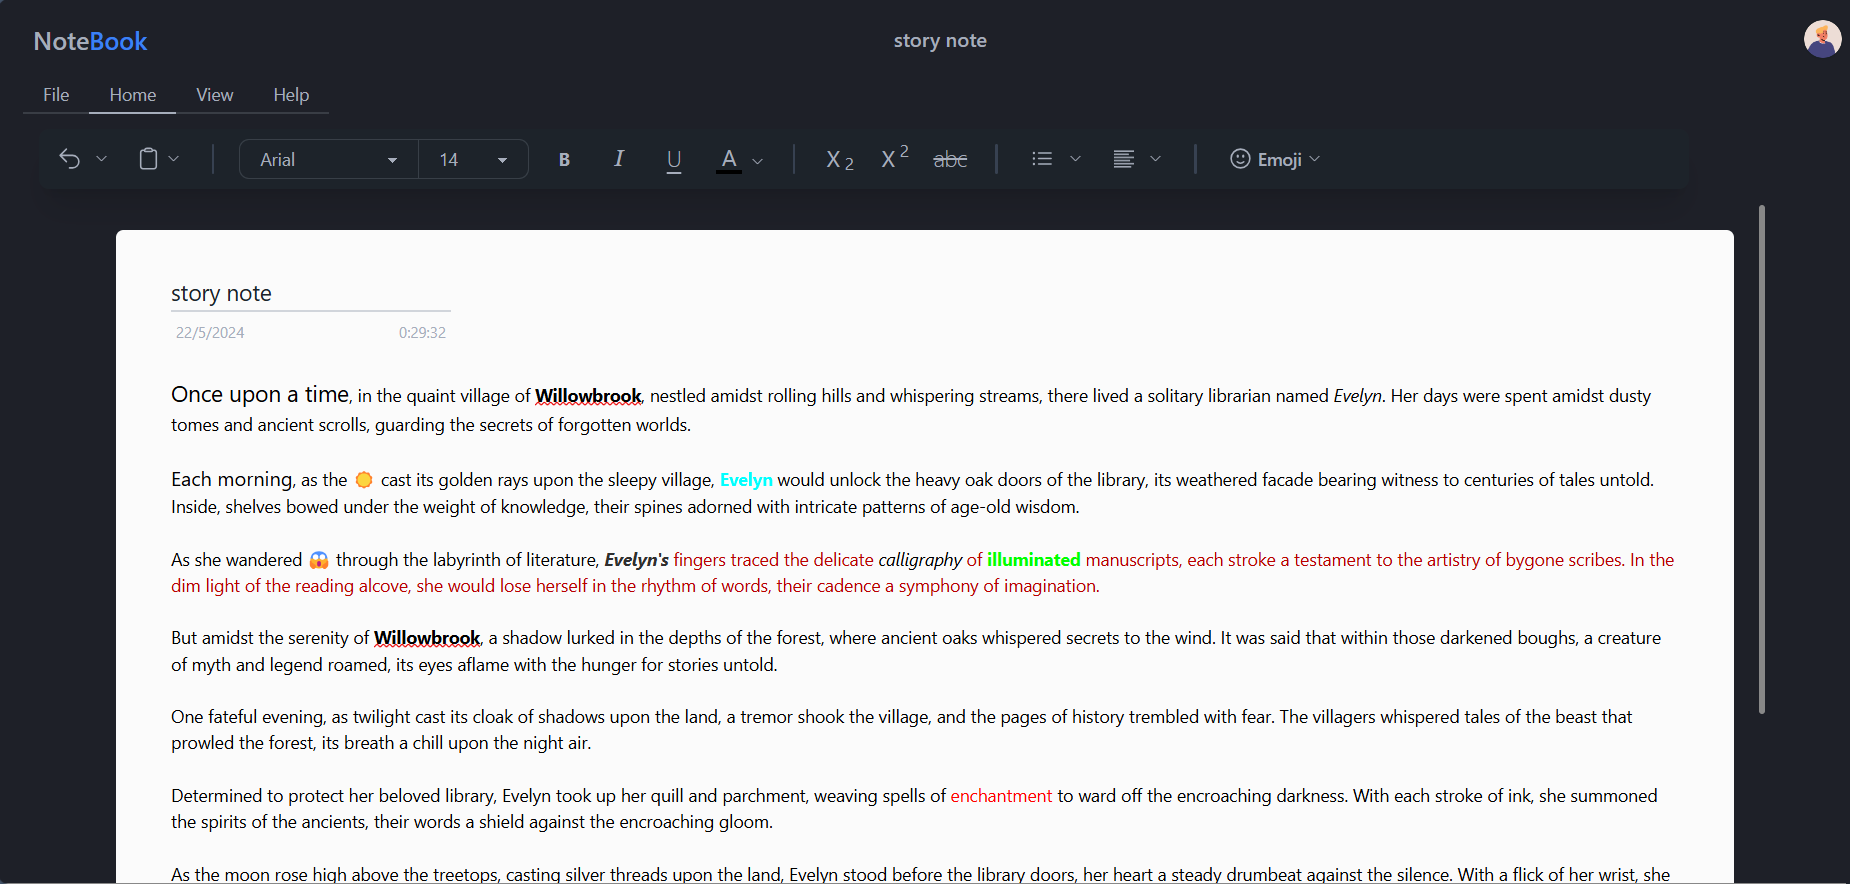 NoteBook
story note
File Home View Help
Arial 14 B I U A X2 X2 abc Emoji
story note
22/5/2024 0:29:32
Once upon a time, in the quaint village of Willowbrook, nestled amidst rolling hills and whispering streams, there lived a solitary librarian named Evelyn. Her days were spent amidst dusty
tomes and ancient scrolls, guarding the secrets of forgotten worlds.
Each morning, as the 🌞 cast its golden rays upon the sleepy village, Evelyn would unlock the heavy oak doors of the library, its weathered facade bearing witness to centuries of tales untold.
Inside, shelves bowed under the weight of knowledge, their spines adorned with intricate patterns of age-old wisdom.
As she wandered 😱 through the labyrinth of literature, Evelyn's fingers traced the delicate calligraphy of illuminated manuscripts, each stroke a testament to the artistry of bygone scribes. In the
dim light of the reading alcove, she would lose herself in the rhythm of words, their cadence a symphony of imagination.
But amidst the serenity of Willowbrook, a shadow lurked in the depths of the forest, where ancient oaks whispered secrets to the wind. It was said that within those darkened boughs, a creature
of myth and legend roamed, its eyes aflame with the hunger for stories untold.
One fateful evening, as twilight cast its cloak of shadows upon the land, a tremor shook the village, and the pages of history trembled with fear. The villagers whispered tales of the beast that
prowled the forest, its breath a chill upon the night air.
Determined to protect her beloved library, Evelyn took up her quill and parchment, weaving spells of enchantment to ward off the encroaching darkness. With each stroke of ink, she summoned
the spirits of the ancients, their words a shield against the encroaching gloom.
As the moon rose high above the treetops, casting silver threads upon the land, Evelyn stood before the library doors, her heart a steady drumbeat against the silence. With a flick of her wrist, she